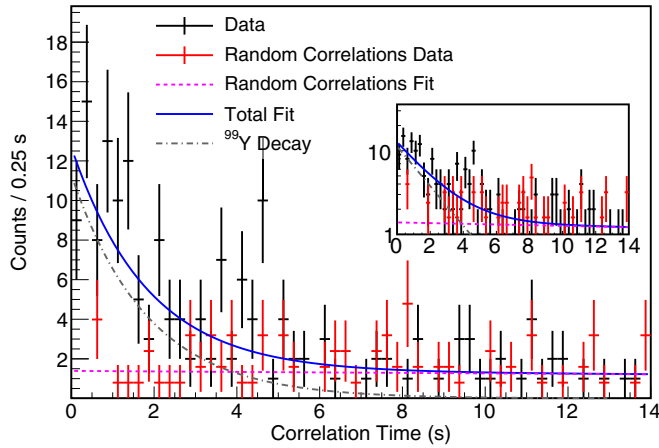 Data
Random Correlations Data
Random Correlations Fit
Total Fit
⁹⁹Y Decay
Counts / 0.25 s
18
16
14
12
10
8
6
4
2
0 2 4 6 8 10 12 14
Correlation Time (s)
10
1
0 2 4 6 8 10 12 14